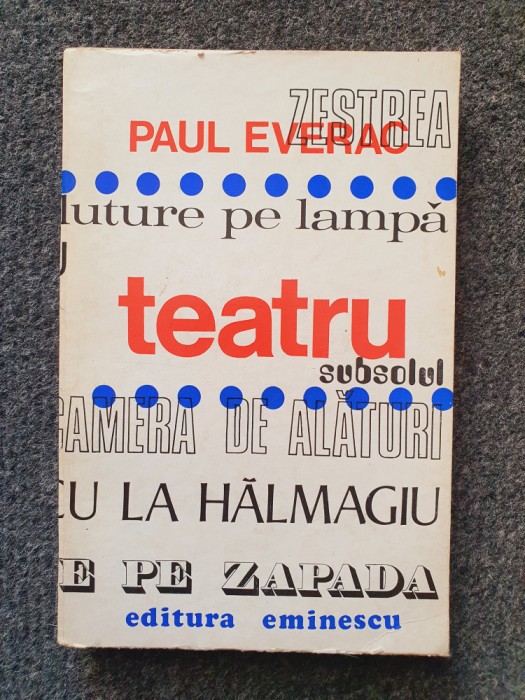 ZESTREA
PAUL EVERAC
luture pe lampă
teatru
subsolul
CAMERA DE ALĂTURI
CU LA HĂLMAGIU
E PE ZAPADA
editura eminescu